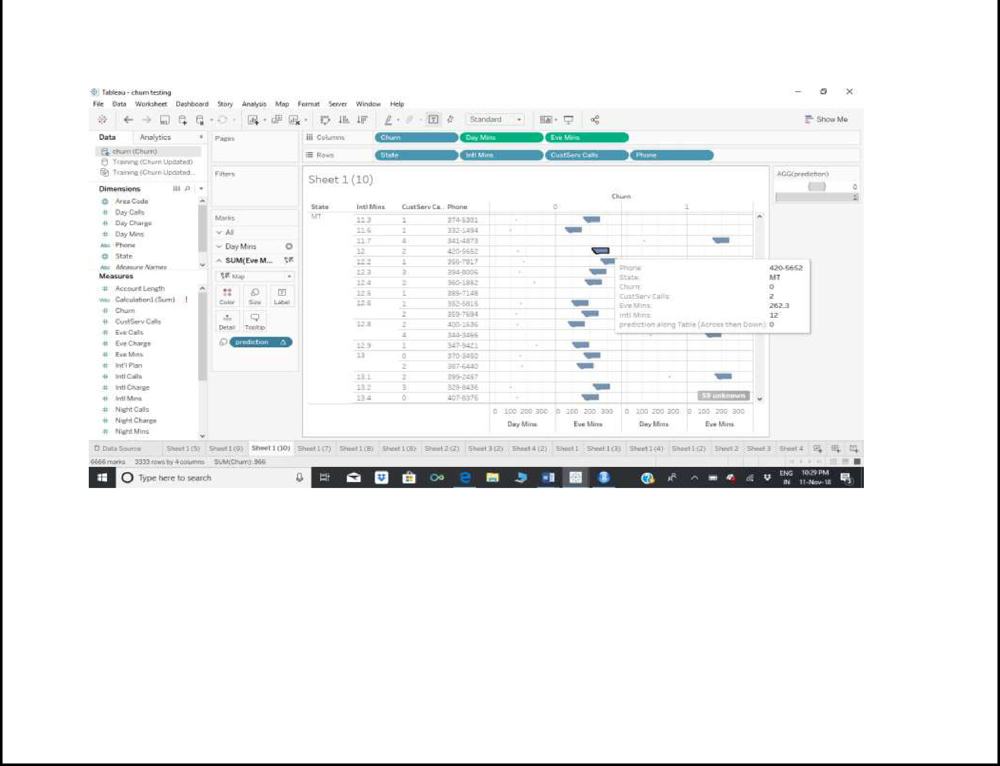 Tableau - churn testing
File Data Worksheet Dashboard Story Analysis Map Format Server Window Help
Standard
Show Me
Data Analytics
churn (Churn)
Training (Churn Updated)
Training (Churn Updated...
Dimensions
Area Code
Day Calls
Day Charge
Day Mins
Abc Phone
State
Abc Measure Names
Measures
Account Length
Calculation1 (Sum) !
Churn
CustServ Calls
Eve Calls
Eve Charge
Eve Mins
Int'l Plan
Intl Calls
Intl Charge
Intl Mins
Night Calls
Night Charge
Night Mins
Pages
Filters
Marks
All
Day Mins
SUM(Eve M...
Map
Color Size Label
Detail Tooltip
prediction
Columns Churn Day Mins Eve Mins
Rows State Intl Mins CustServ Calls Phone
Sheet 1 (10)
Churn
State Intl Mins CustServ Ca.. Phone 0 1
MT 11.3 1 374-5391
11.6 1 332-1494
11.7 4 341-4873
12 2 420-5652
12.2 1 366-7817
12.3 3 394-8006
12.4 2 360-1852
12.5 1 385-7148
12.6 1 352-6815
2 369-7694
12.8 2 400-1636
4 344-3466
12.9 1 347-9421
13 0 370-3450
2 387-6440
13.1 2 399-2457
13.2 3 329-8436
13.4 0 407-8376
59 unknown
0 100 200 300 0 100 200 300 0 100 200 300 0 100 200 300
Day Mins Eve Mins Day Mins Eve Mins
Phone: 420-5652
State: MT
Churn: 0
CustServ Calls: 2
Eve Mins: 262.3
Intl Mins: 12
prediction along Table (Across then Down): 0
AGG(prediction)
0
1
Data Source Sheet 1 (5) Sheet 1 (9) Sheet 1 (10) Sheet 1 (7) Sheet 1 (8) Sheet 1 (6) Sheet 2 (2) Sheet 3 (2) Sheet 4 (2) Sheet 1 Sheet 1 (3) Sheet 1 (4) Sheet 1 (2) Sheet 2 Sheet 3 Sheet 4
6666 marks 3333 rows by 4 columns SUM(Churn): 966
Type here to search
ENG 10:29 PM
IN 11-Nov-18